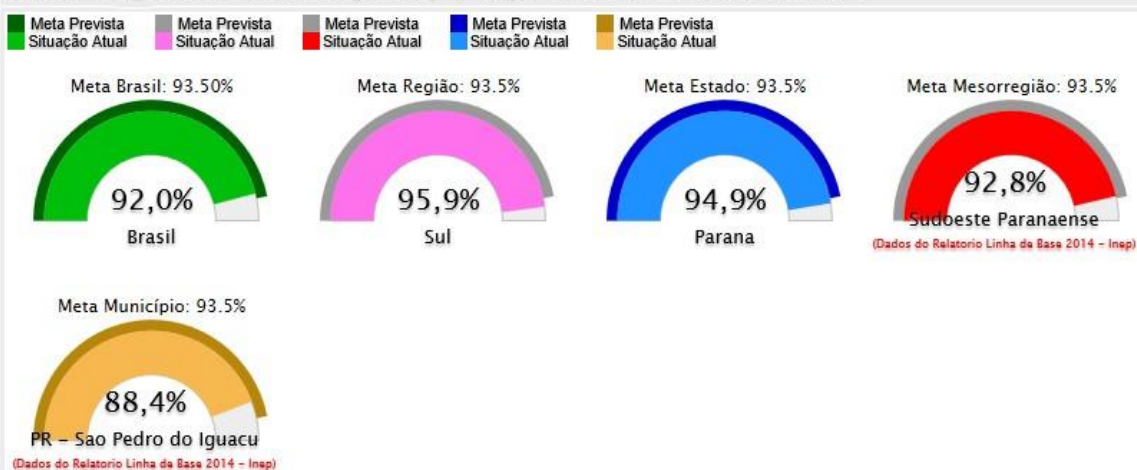 Meta Prevista Meta Prevista Meta Prevista Meta Prevista Meta Prevista
Situação Atual Situação Atual Situação Atual Situação Atual Situação Atual
Meta Brasil: 93.50% Meta Região: 93.5% Meta Estado: 93.5% Meta Mesorregião: 93.5%
92,0% 95,9% 94,9% 92,8%
Brasil Sul Parana Sudoeste Paranaense
(Dados do Relatorio Linha de Base 2014 - Inep)
Meta Município: 93.5%
88,4%
PR - Sao Pedro do Iguacu
(Dados do Relatorio Linha de Base 2014 - Inep)